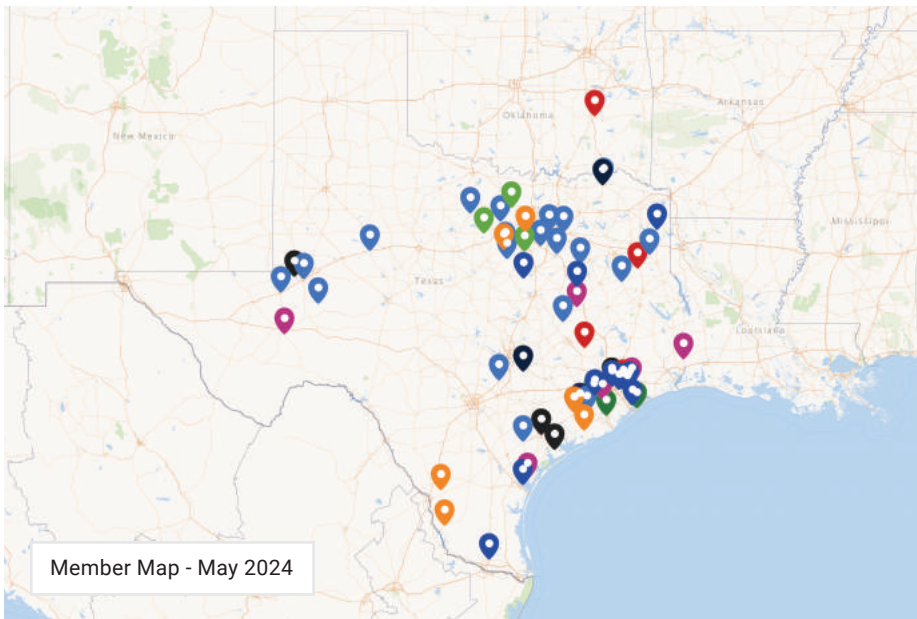 Arkansas
Oklahoma
New Mexico
Mississippi
Texas
Louisiana
Member Map - May 2024